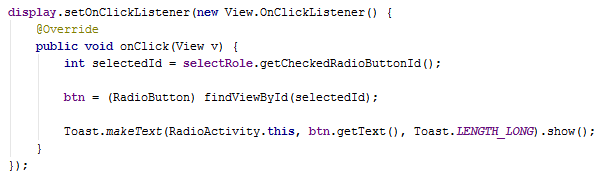 display.setOnClickListener(new View.OnClickListener() {
    @Override
    public void onClick(View v) {
        int selectedId = selectRole.getCheckedRadioButtonId();
        btn = (RadioButton) findViewById(selectedId);
        Toast.makeText(RadioActivity.this, btn.getText(), Toast.LENGTH_LONG).show();
    }
});